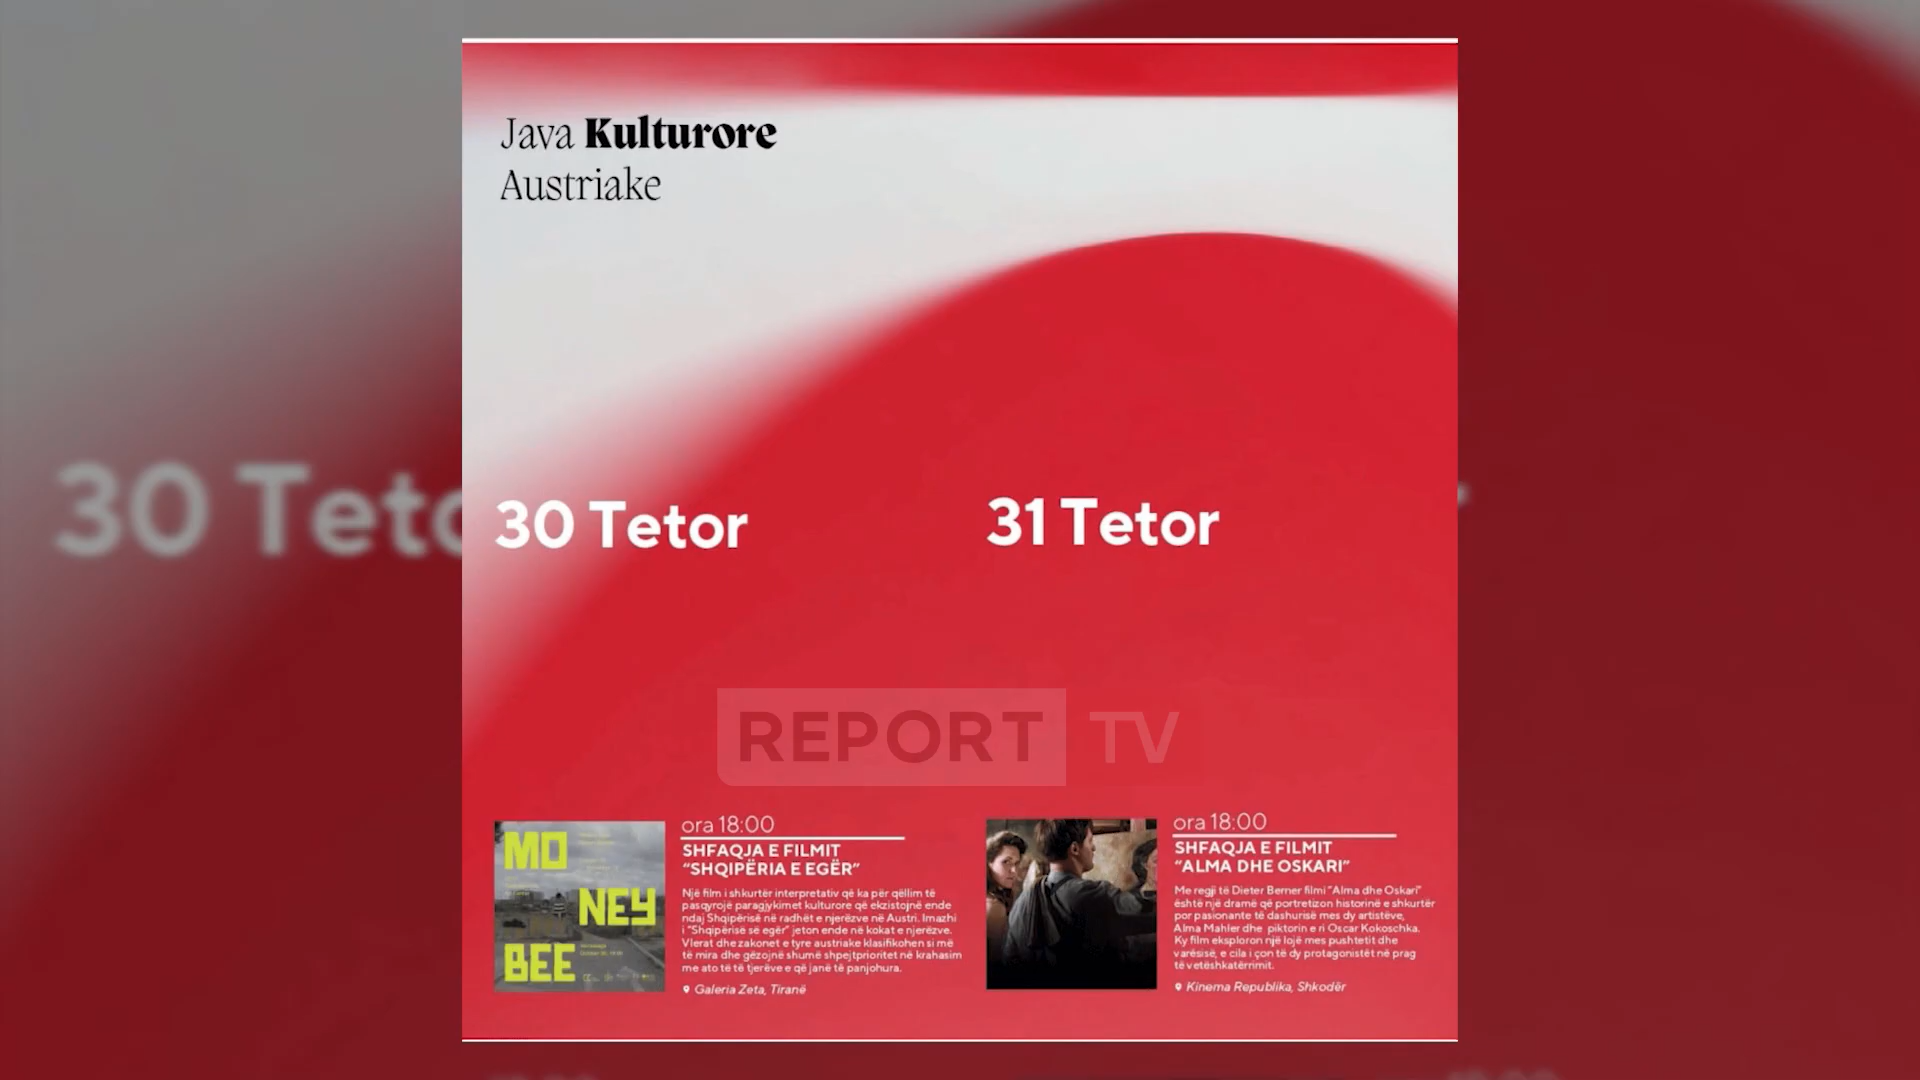 Java Kulturore
Austriake
30 Tetor
31 Tetor
REPORT TV
MO
NEY
BEE
ora 18:00
SHFAQJA E FILMIT
“SHQIPËRIA E EGËR”
Një film i shkurtër interpretativ që ka për qëllim të
pasqyrojë paragjykimet kulturore që ekzistojnë ende
ndaj Shqipërisë në radhët e njerëzve në Austri. Imazhi
i “Shqipërisë së egër” jeton ende në kokat e njerëzve.
Vlerat dhe zakonet e tyre austriake klasifikohen si më
të mira dhe gëzojnë shumë shpejtprioritet në krahasim
me ato të të tjerëve e që janë të panjohura.
Galeria Zeta, Tiranë
ora 18:00
SHFAQJA E FILMIT
“ALMA DHE OSKARI”
Me regji të Dieter Berner filmi “Alma dhe Oskari”
është një dramë që portretizon historinë e shkurtër
por pasionante të dashurisë mes dy artistëve,
Alma Mahler dhe piktorin e ri Oscar Kokoschka.
Ky film eksploron një lojë mes pushtetit dhe
varësisë, e cila i çon të dy protagonistët në prag
të vetëshkatërrimit.
Kinema Republika, Shkodër
30 Teto